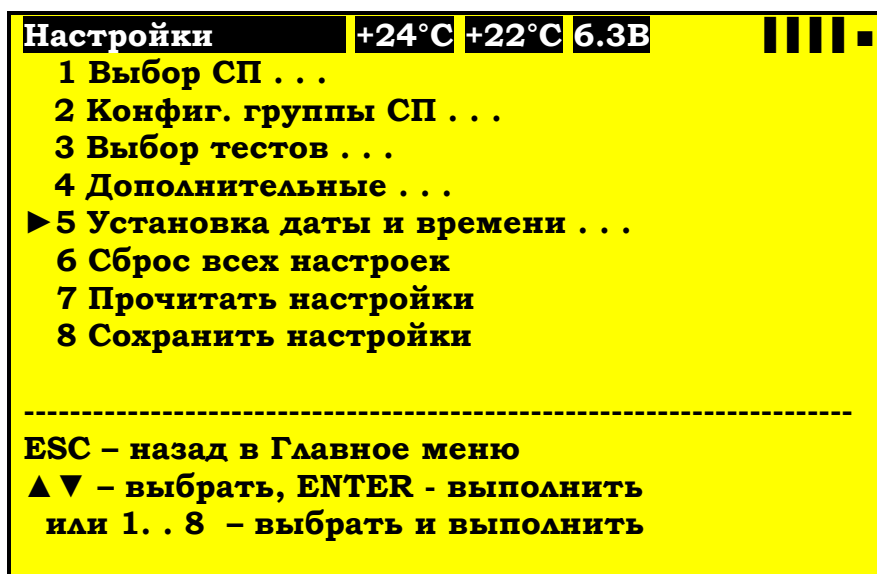 Настройки +24°C +22°C 6.3В
1 Выбор СП . . .
2 Конфиг. группы СП . . .
3 Выбор тестов . . .
4 Дополнительные . . .
►5 Установка даты и времени . . .
6 Сброс всех настроек
7 Прочитать настройки
8 Сохранить настройки
------------------------------------------------------------------------
ESC – назад в Главное меню
▲▼ – выбрать, ENTER - выполнить
или 1. . 8 – выбрать и выполнить